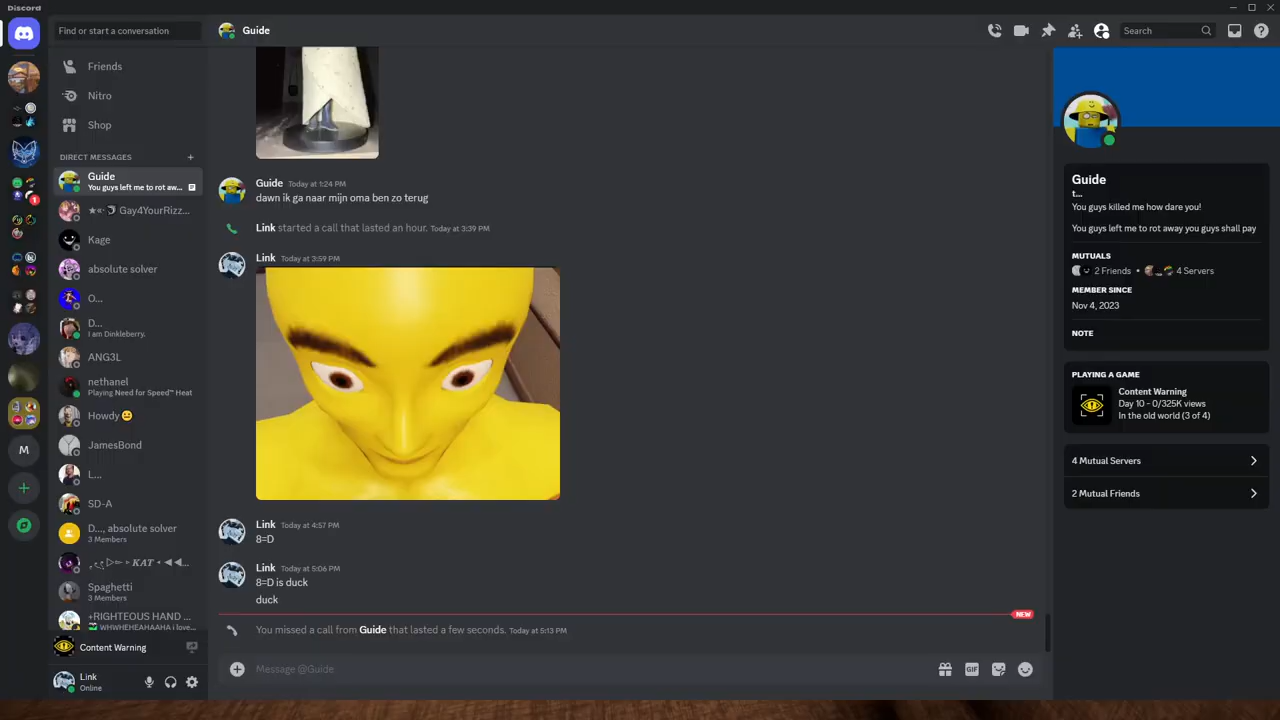 Discord
Find or start a conversation
Guide
Search
Friends
Nitro
Shop
DIRECT MESSAGES
Guide
You guys left me to rot aw...
Gay4YourRizz...
Kage
absolute solver
O...
D...
I am Dinkleberry.
ANG3L
nethanel
Playing Need for Speed™ Heat
Howdy 😐
JamesBond
L...
SD-A
D..., absolute solver
3 Members
KAT
Spaghetti
3 Members
+RIGHTEOUS HAND ...
WHWHEHEAHAAHA i love...
Content Warning
Link
Online
1
M
Guide Today at 1:24 PM
dawn ik ga naar mijn oma ben zo terug
Link started a call that lasted an hour. Today at 3:39 PM
Link Today at 3:59 PM
Link Today at 4:57 PM
8=D
Link Today at 5:06 PM
8=D is duck
duck
NEW
You missed a call from Guide that lasted a few seconds. Today at 5:13 PM
Message @Guide
GIF
Guide
t...
You guys killed me how dare you!
You guys left me to rot away you guys shall pay
MUTUALS
2 Friends • 4 Servers
MEMBER SINCE
Nov 4, 2023
NOTE
PLAYING A GAME
Content Warning
Day 10 - 0/325K views
In the old world (3 of 4)
4 Mutual Servers
2 Mutual Friends